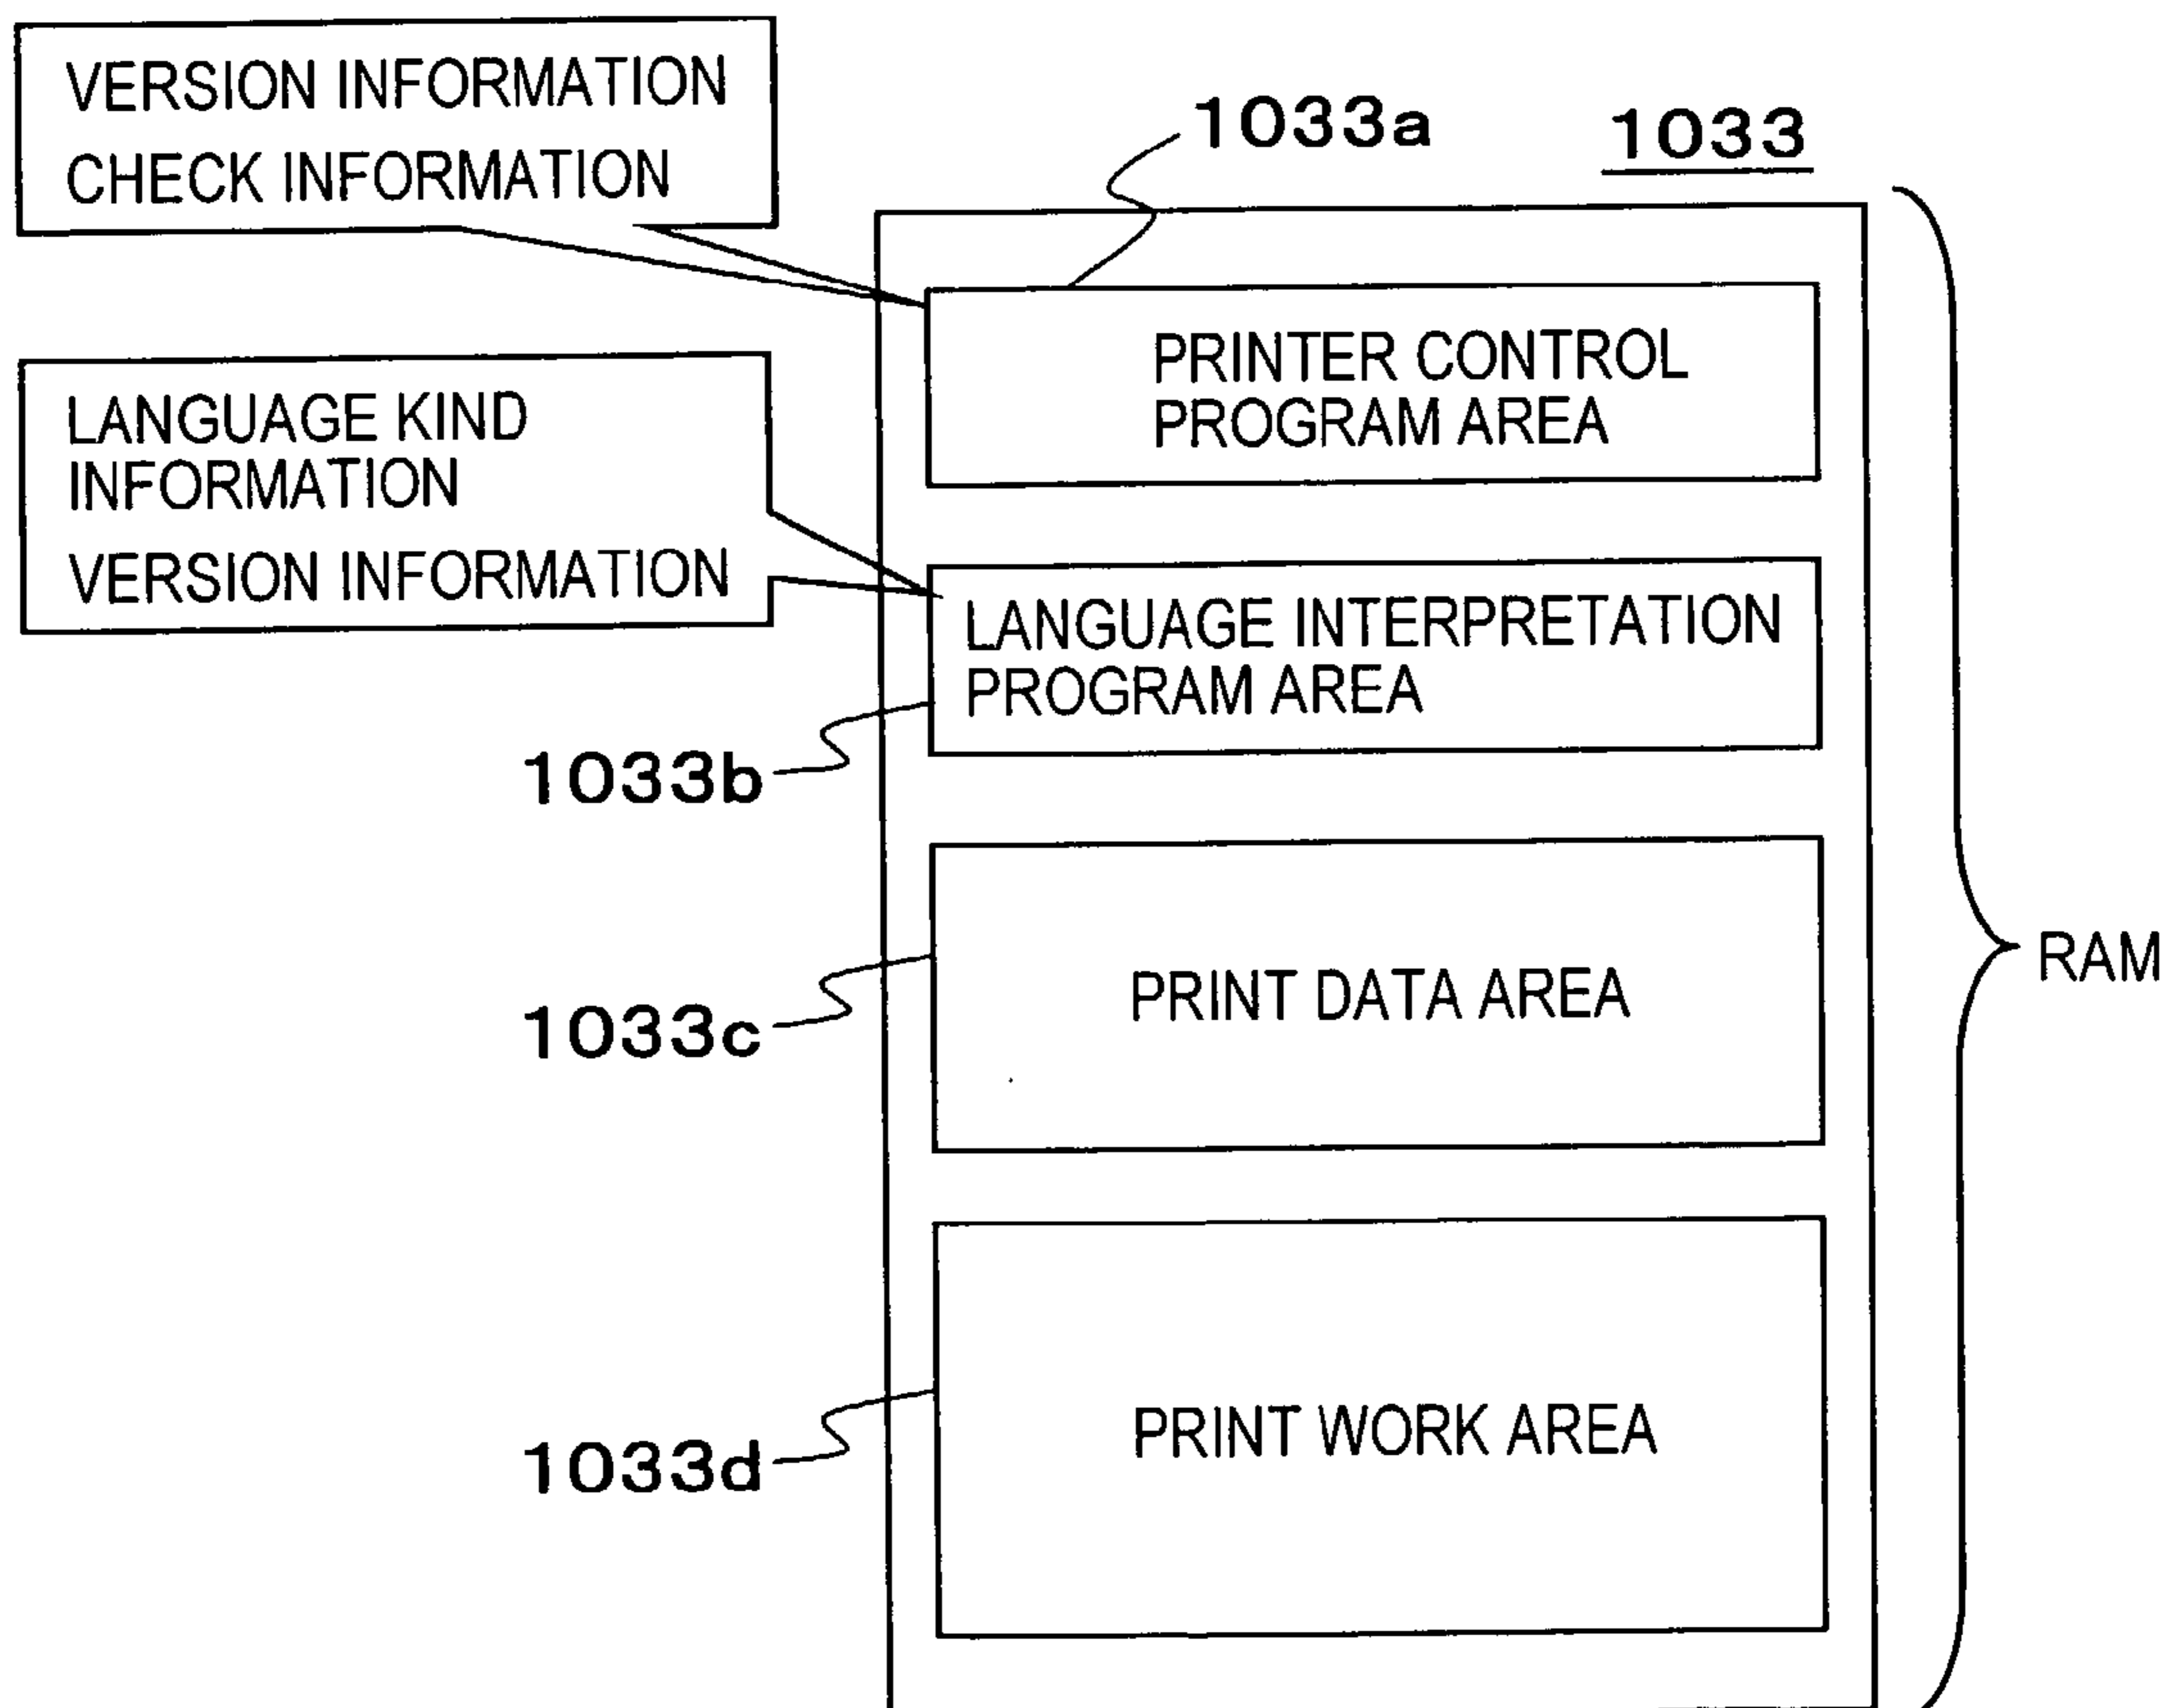 VERSION INFORMATION
CHECK INFORMATION
1033a
1033
PRINTER CONTROL
PROGRAM AREA
LANGUAGE KIND
INFORMATION
VERSION INFORMATION
LANGUAGE INTERPRETATION
PROGRAM AREA
1033b
PRINT DATA AREA
1033c
RAM
PRINT WORK AREA
1033d